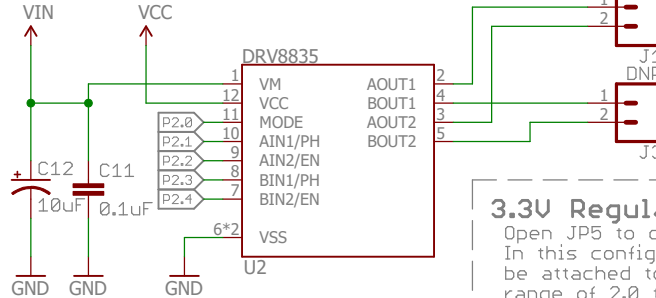 VIN
VCC
DRV8835
1 VM
12 VCC
P2.0 11 MODE
P2.1 10 AIN1/PH
P2.2 9 AIN2/EN
P2.3 8 BIN1/PH
P2.4 7 BIN2/EN
6*2 VSS
AOUT1 2
BOUT1 4
AOUT2 3
BOUT2 5
U2
C12
10uF
C11
0.1uF
GND
GND
GND
1
2
J1
DNP
1
2
3.3V Regul
Open JP5 to
In this config
be attached to
range of 2.0